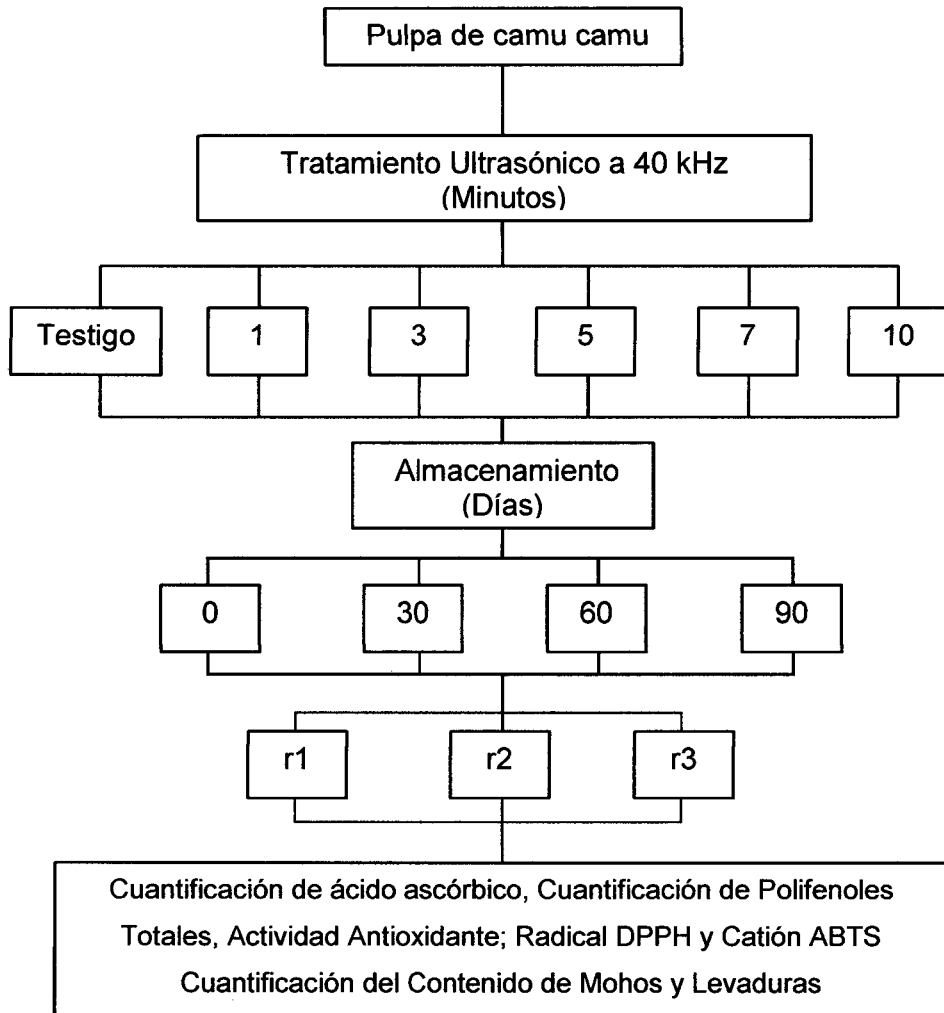 Pulpa de camu camu
Tratamiento Ultrasónico a 40 kHz
(Minutos)
Testigo 1 3 5 7 10
Almacenamiento
(Días)
0 30 60 90
r1 r2 r3
Cuantificación de ácido ascórbico, Cuantificación de Polifenoles
Totales, Actividad Antioxidante; Radical DPPH y Catión ABTS
Cuantificación del Contenido de Mohos y Levaduras